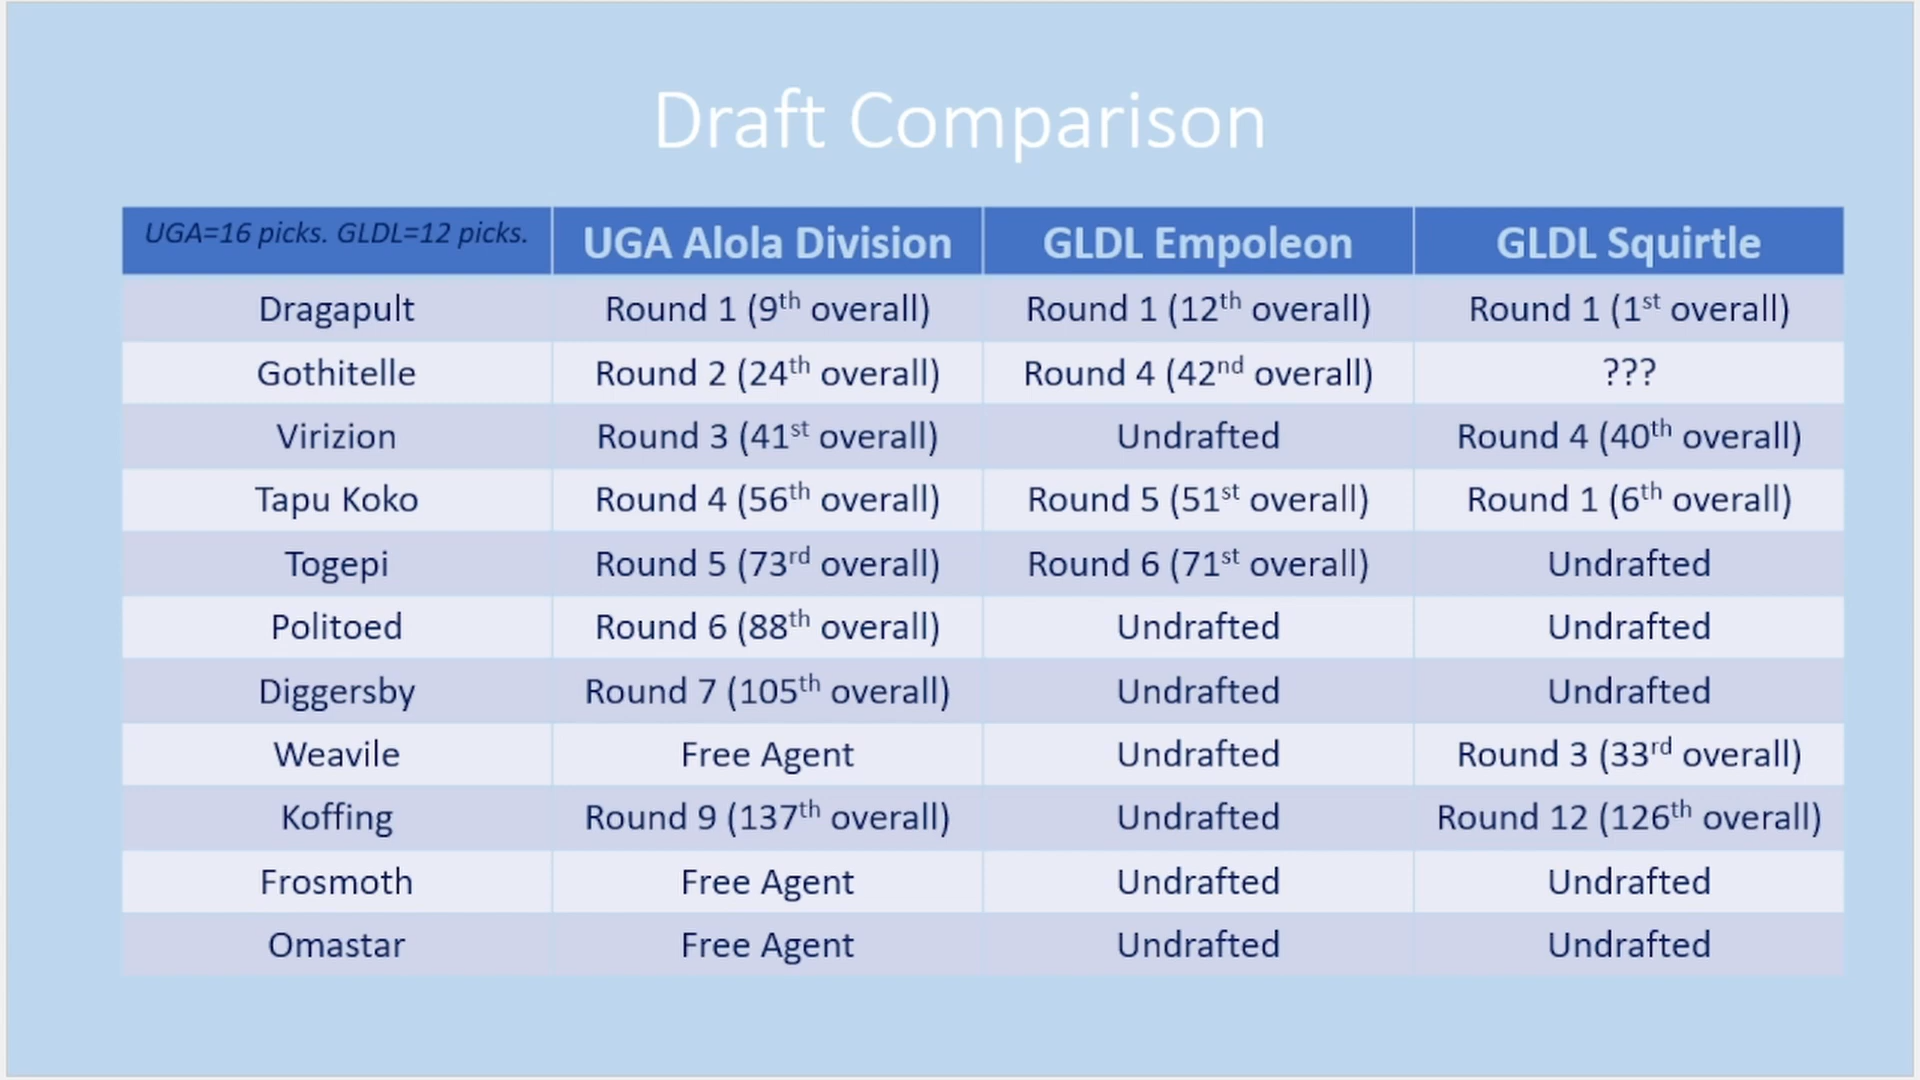 Draft Comparison
UGA=16 picks. GLDL=12 picks. UGA Alola Division GLDL Empoleon GLDL Squirtle
Dragapult Round 1 (9th overall) Round 1 (12th overall) Round 1 (1st overall)
Gothitelle Round 2 (24th overall) Round 4 (42nd overall) ???
Virizion Round 3 (41st overall) Undrafted Round 4 (40th overall)
Tapu Koko Round 4 (56th overall) Round 5 (51st overall) Round 1 (6th overall)
Togepi Round 5 (73rd overall) Round 6 (71st overall) Undrafted
Politoed Round 6 (88th overall) Undrafted Undrafted
Diggersby Round 7 (105th overall) Undrafted Undrafted
Weavile Free Agent Undrafted Round 3 (33rd overall)
Koffing Round 9 (137th overall) Undrafted Round 12 (126th overall)
Frosmoth Free Agent Undrafted Undrafted
Omastar Free Agent Undrafted Undrafted